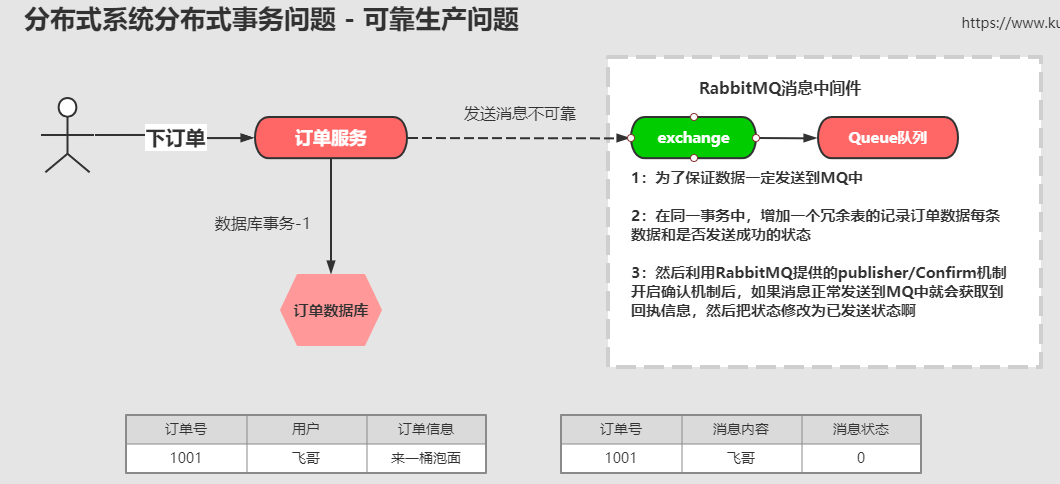 分布式系统分布式事务问题 - 可靠生产问题
https://www.ku
RabbitMQ消息中间件
发送消息不可靠
下订单
订单服务
exchange
Queue队列
1：为了保证数据一定发送到MQ中
数据库事务-1
2：在同一事务中，增加一个冗余表的记录订单数据每条
数据和是否发送成功的状态
3：然后利用RabbitMQ提供的publisher/Confirm机制
开启确认机制后，如果消息正常发送到MQ中就会获取到
回执信息，然后把状态修改为已发送状态啊
订单数据库
订单号 用户 订单信息
1001 飞哥 来一桶泡面
订单号 消息内容 消息状态
1001 飞哥 0